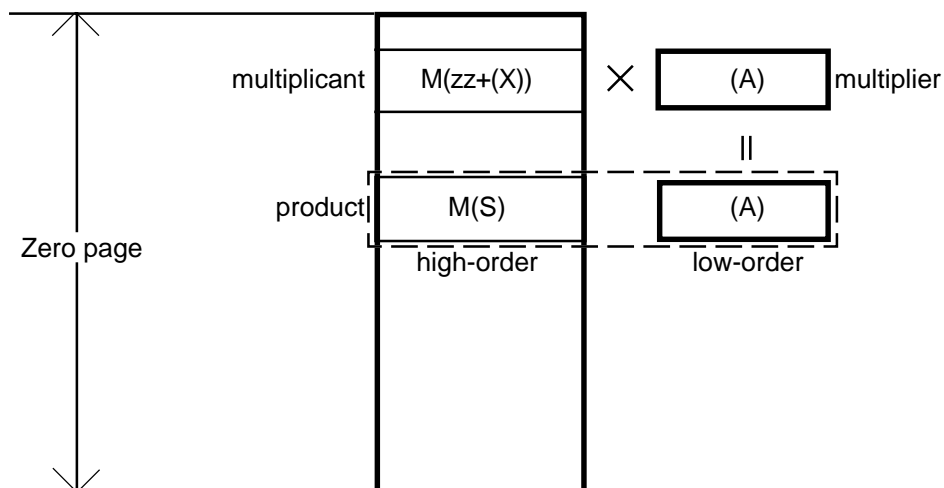 multiplicant M(zz+(X)) × (A) multiplier
=
product M(S) (A)
Zero page
high-order low-order